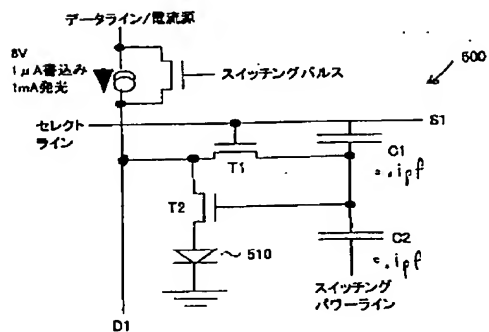 データライン/電流源
8V
1μA書込み
1mA発光
スイッチングパルス
500
セレクト
ライン
S1
T1
C1
=.1pf
T2
C2
=.1pf
510
スイッチング
パワーライン
D1